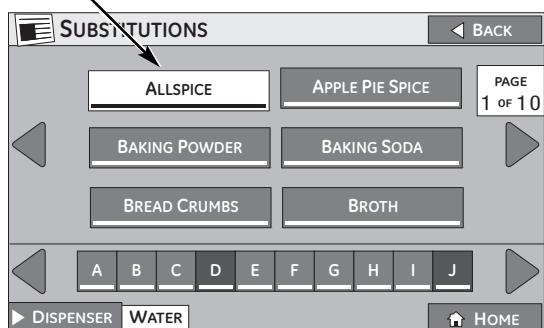 SUBSTITUTIONS BACK
ALLSPICE APPLE PIE SPICE PAGE
1 OF 10
BAKING POWDER BAKING SODA
BREAD CRUMBS BROTH
A B C D E F G H I J
DISPENSER WATER HOME